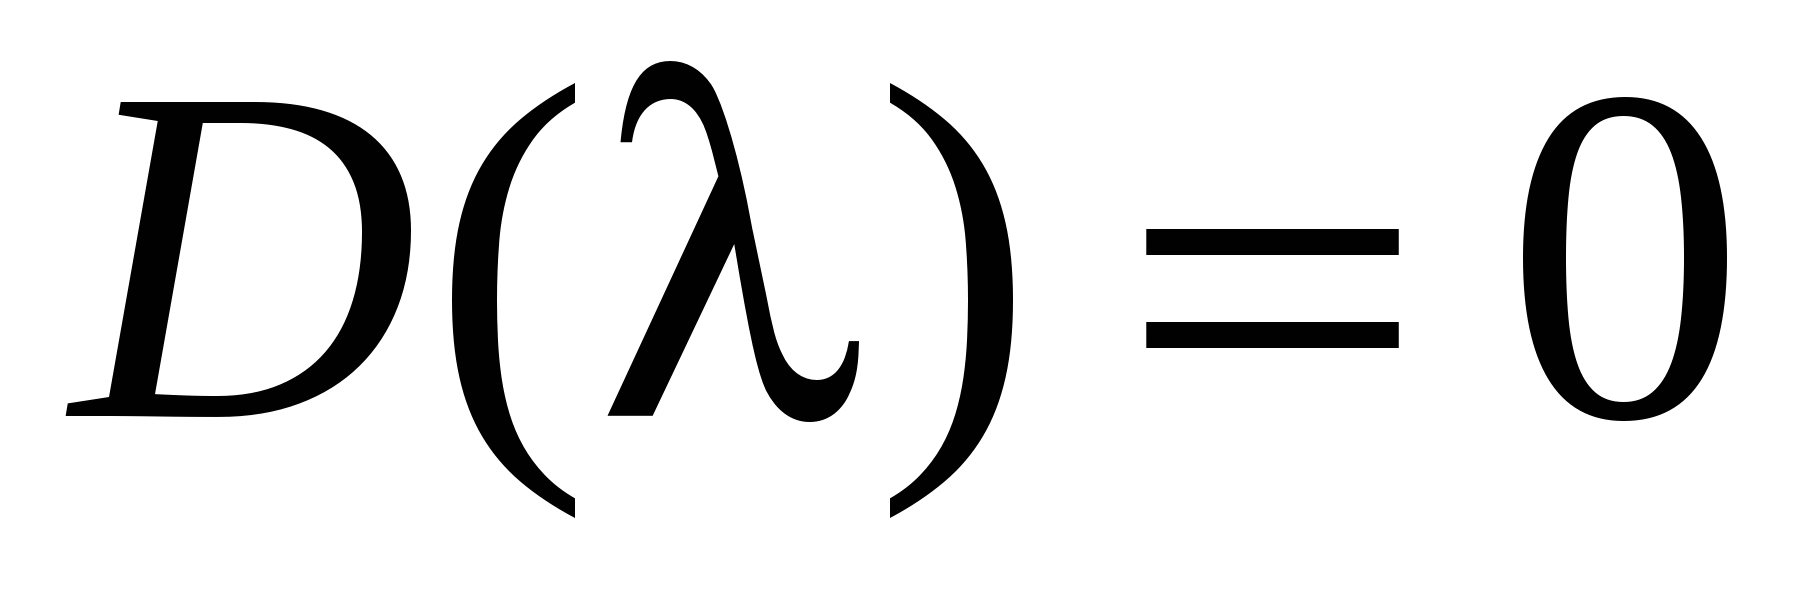 D(λ) = 0